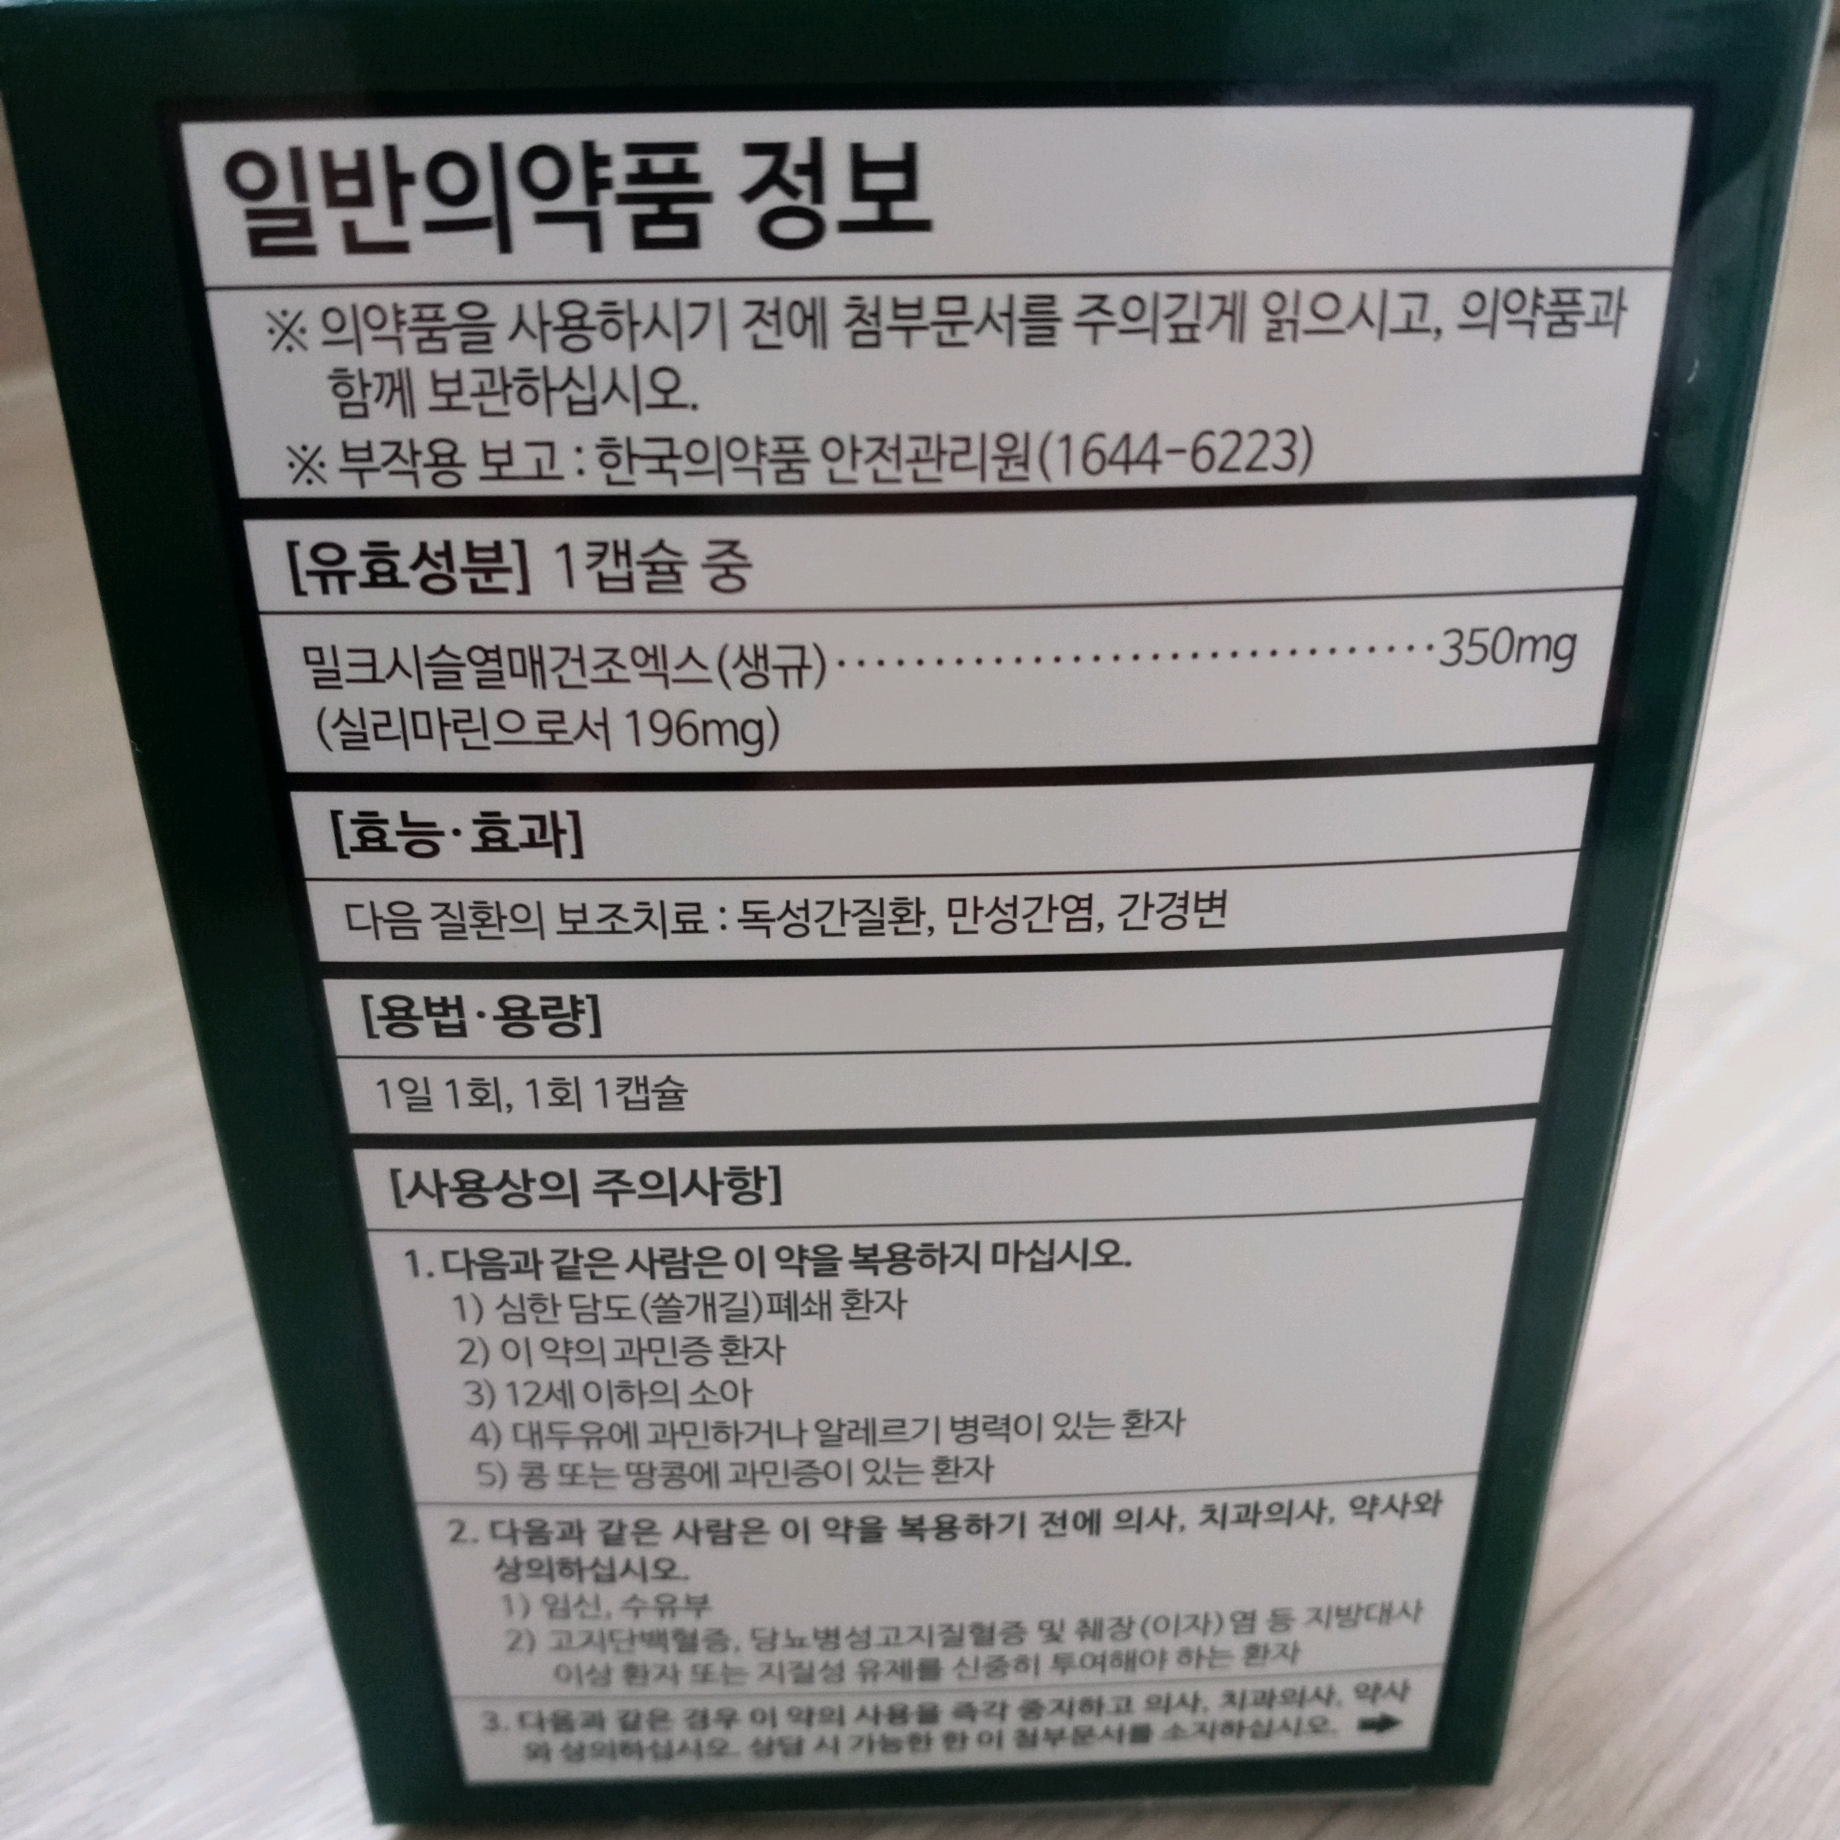 일반의약품 정보
※ 의약품을 사용하시기 전에 첨부문서를 주의깊게 읽으시고, 의약품과
함께 보관하십시오.
※ 부작용 보고 : 한국의약품 안전관리원(1644-6223)
[유효성분] 1캡슐 중
밀크시슬열매건조엑스(생규)································350mg
(실리마린으로서 196mg)
[효능·효과]
다음 질환의 보조치료 : 독성간질환, 만성간염, 간경변
[용법·용량]
1일 1회, 1회 1캡슐
[사용상의 주의사항]
1. 다음과 같은 사람은 이 약을 복용하지 마십시오.
1) 심한 담도(쓸개길)폐쇄 환자
2) 이 약의 과민증 환자
3) 12세 이하의 소아
4) 대두유에 과민하거나 알레르기 병력이 있는 환자
5) 콩 또는 땅콩에 과민증이 있는 환자
2. 다음과 같은 사람은 이 약을 복용하기 전에 의사, 치과의사, 약사와
상의하십시오.
1) 임신, 수유부
2) 고지단백혈증, 당뇨병성고지질혈증 및 췌장(이자)염 등 지방대사
이상 환자 또는 지질성 유제를 신중히 투여해야 하는 환자
3. 다음과 같은 경우 이 약의 사용을 즉각 중지하고 의사, 치과의사, 약사
와 상의하십시오. 상담 시 가능한 한 이 첨부문서를 소지하십시오. ➡